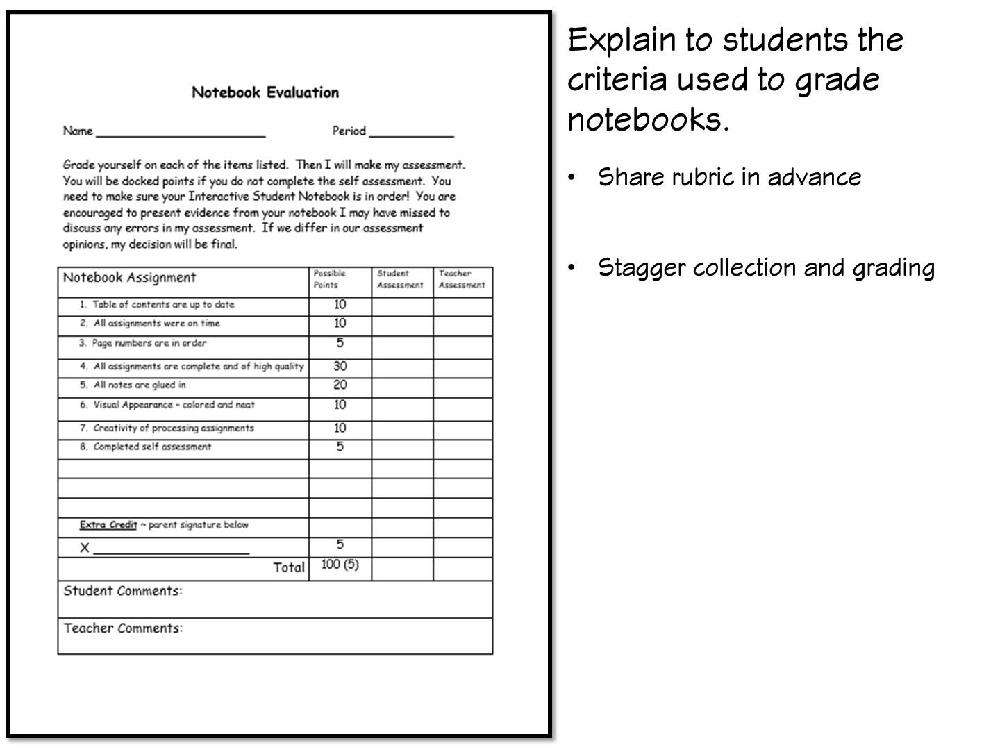 Notebook Evaluation
Name ________________ Period ________
Grade yourself on each of the items listed. Then I will make my assessment.
You will be docked points if you do not complete the self assessment. You
need to make sure your Interactive Student Notebook is in order! You are
encouraged to present evidence from your notebook I may have missed to
discuss any errors in my assessment. If we differ in our assessment
opinions, my decision will be final.
Notebook Assignment Possible Points Student Assessment Teacher Assessment
1. Table of contents are up to date 10
2. All assignments were on time 10
3. Page numbers are in order 5
4. All assignments are complete and of high quality 30
5. All notes are glued in 20
6. Visual Appearance – colored and neat 10
7. Creativity of processing assignments 10
8. Completed self assessment 5
Extra Credit ~ parent signature below
X ________________ 5
Total 100 (5)
Student Comments:
Teacher Comments:
Explain to students the
criteria used to grade
notebooks.
• Share rubric in advance
• Stagger collection and grading